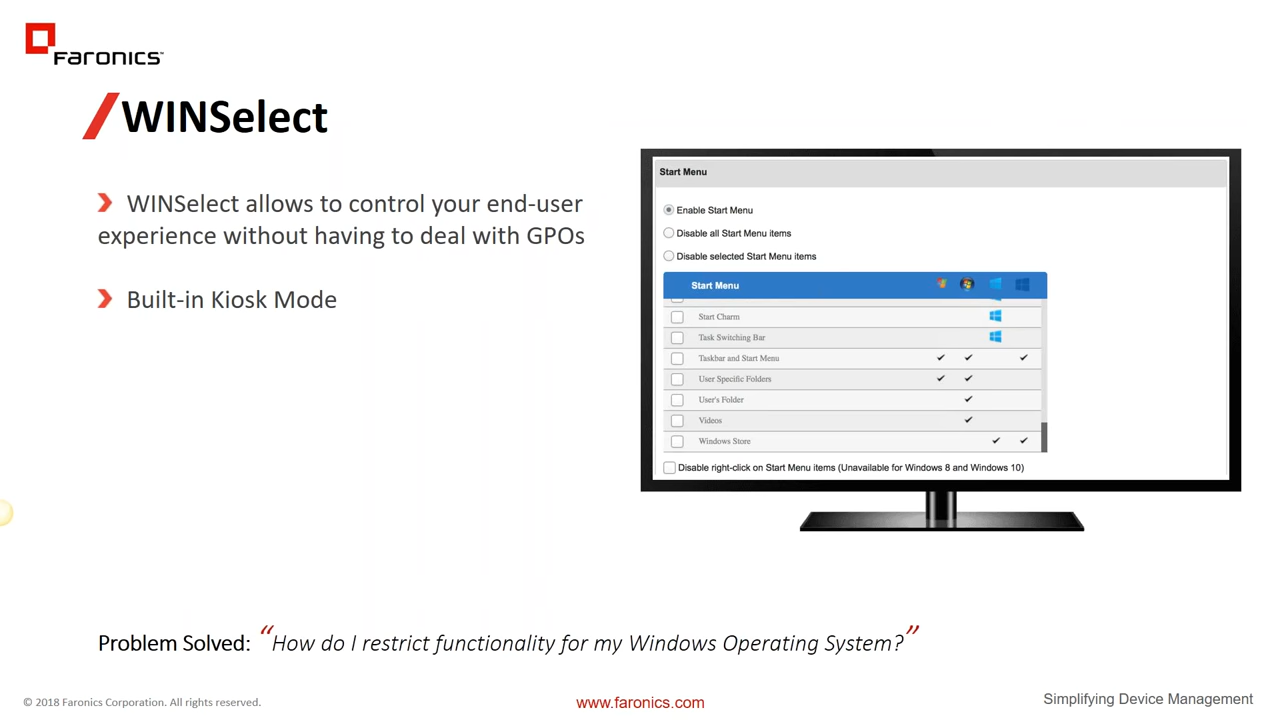 FARONICS™
WINSelect
WINSelect allows to control your end-user
experience without having to deal with GPOs
Built-in Kiosk Mode
Start Menu
Enable Start Menu
Disable all Start Menu items
Disable selected Start Menu items
Start Menu
Start Charm
Task Switching Bar
Taskbar and Start Menu
User Specific Folders
User's Folder
Videos
Windows Store
Disable right-click on Start Menu items (Unavailable for Windows 8 and Windows 10)
Problem Solved: “How do I restrict functionality for my Windows Operating System?”
© 2018 Faronics Corporation. All rights reserved.
www.faronics.com
Simplifying Device Management